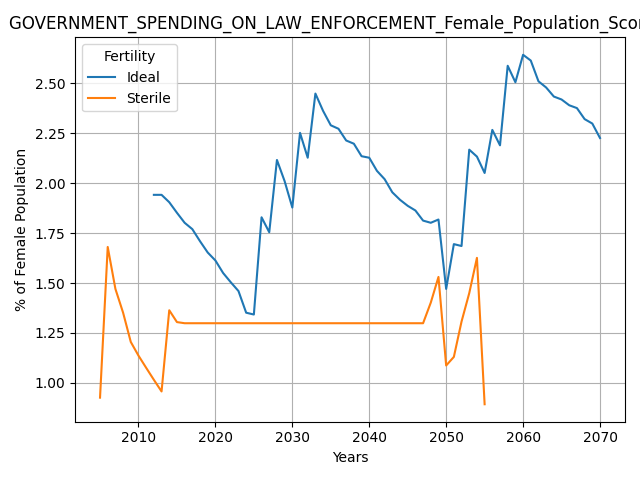 GOVERNMENT_SPENDING_ON_LAW_ENFORCEMENT_Female_Population_Scor
Fertility
Ideal
Sterile
2.50
2.25
2.00
1.75
1.50
1.25
1.00
% of Female Population
2010 2020 2030 2040 2050 2060 2070
Years